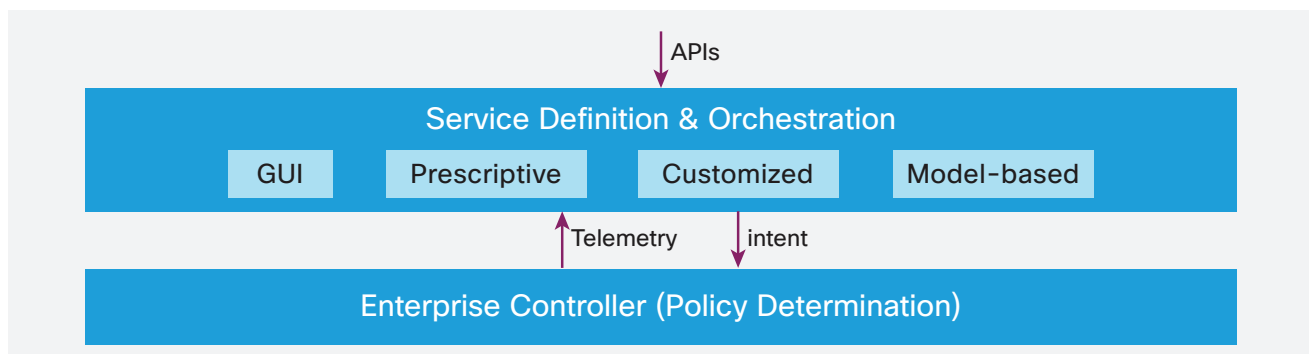 APIs
Service Definition & Orchestration
GUI
Prescriptive
Customized
Model-based
Telemetry
intent
Enterprise Controller (Policy Determination)